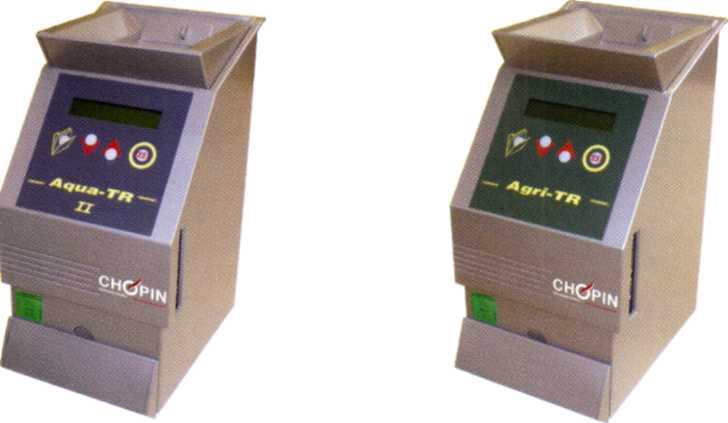 Aqua-TR
II
CHOPIN
Agri-TR
CHOPIN